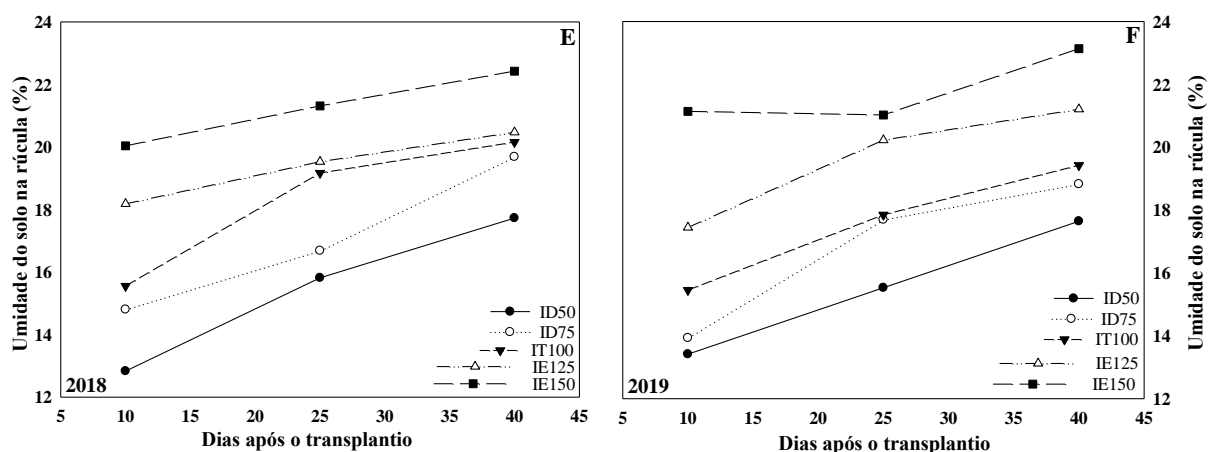 Umidade do solo na rúcula (%)
24
22
20
18
16
14
12
E
ID50
ID75
IT100
IE125
IE150
2018
5 10 15 20 25 30 35 40 45
Dias após o transplantio
F
ID50
ID75
IT100
IE125
IE150
2019
5 10 15 20 25 30 35 40 45
Dias após o transplantio
24
22
20
18
16
14
12
Umidade do solo na rúcula (%)